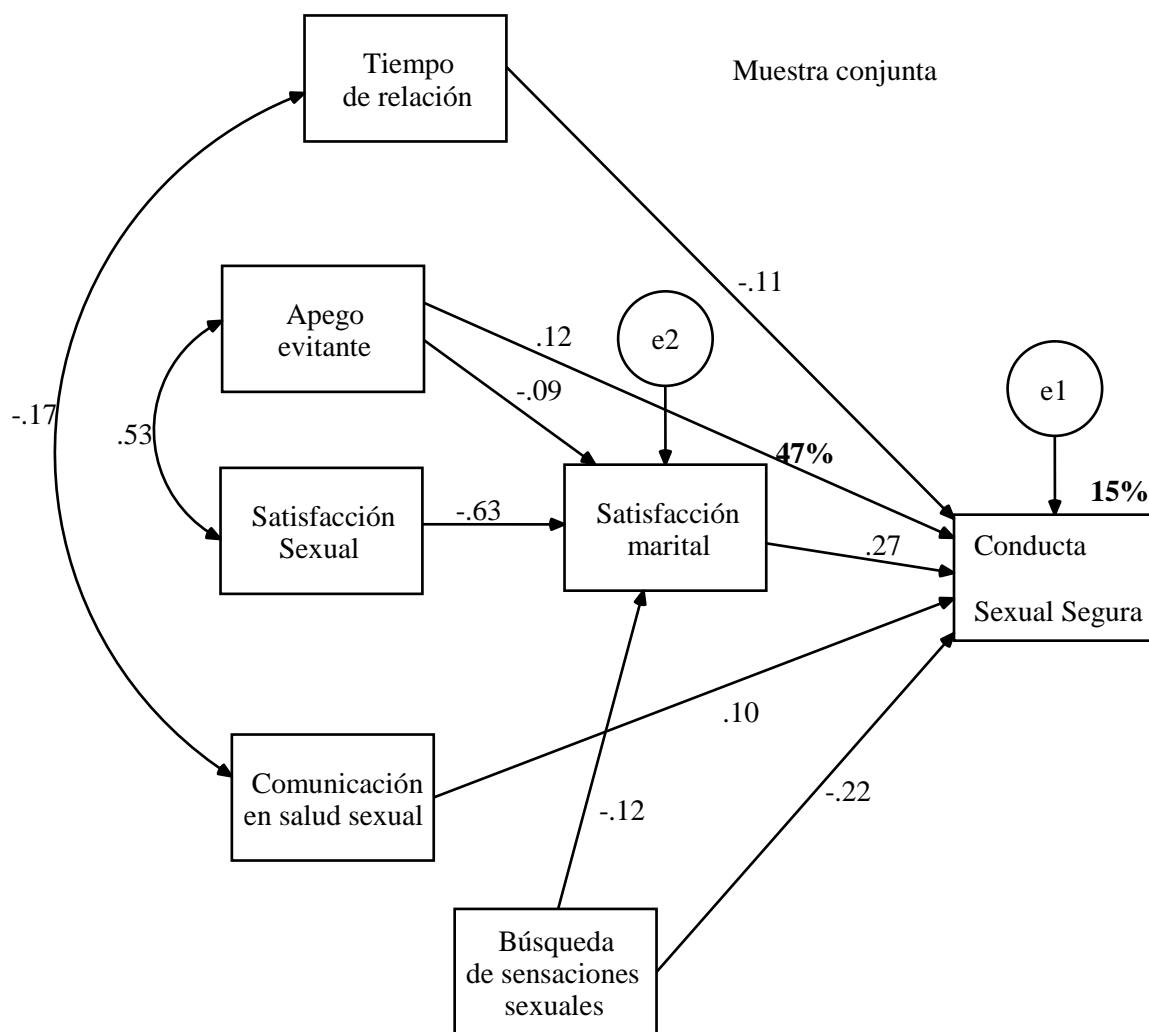 Tiempo
de relación
Muestra conjunta
-.11
Apego
evitante
e2
.12
e1
-.09
-.17
.53
47%
15%
Satisfacción
Sexual
-.63
Satisfacción
marital
.27
Conducta
Sexual Segura
.10
Comunicación
en salud sexual
-.12
-.22
Búsqueda
de sensaciones
sexuales